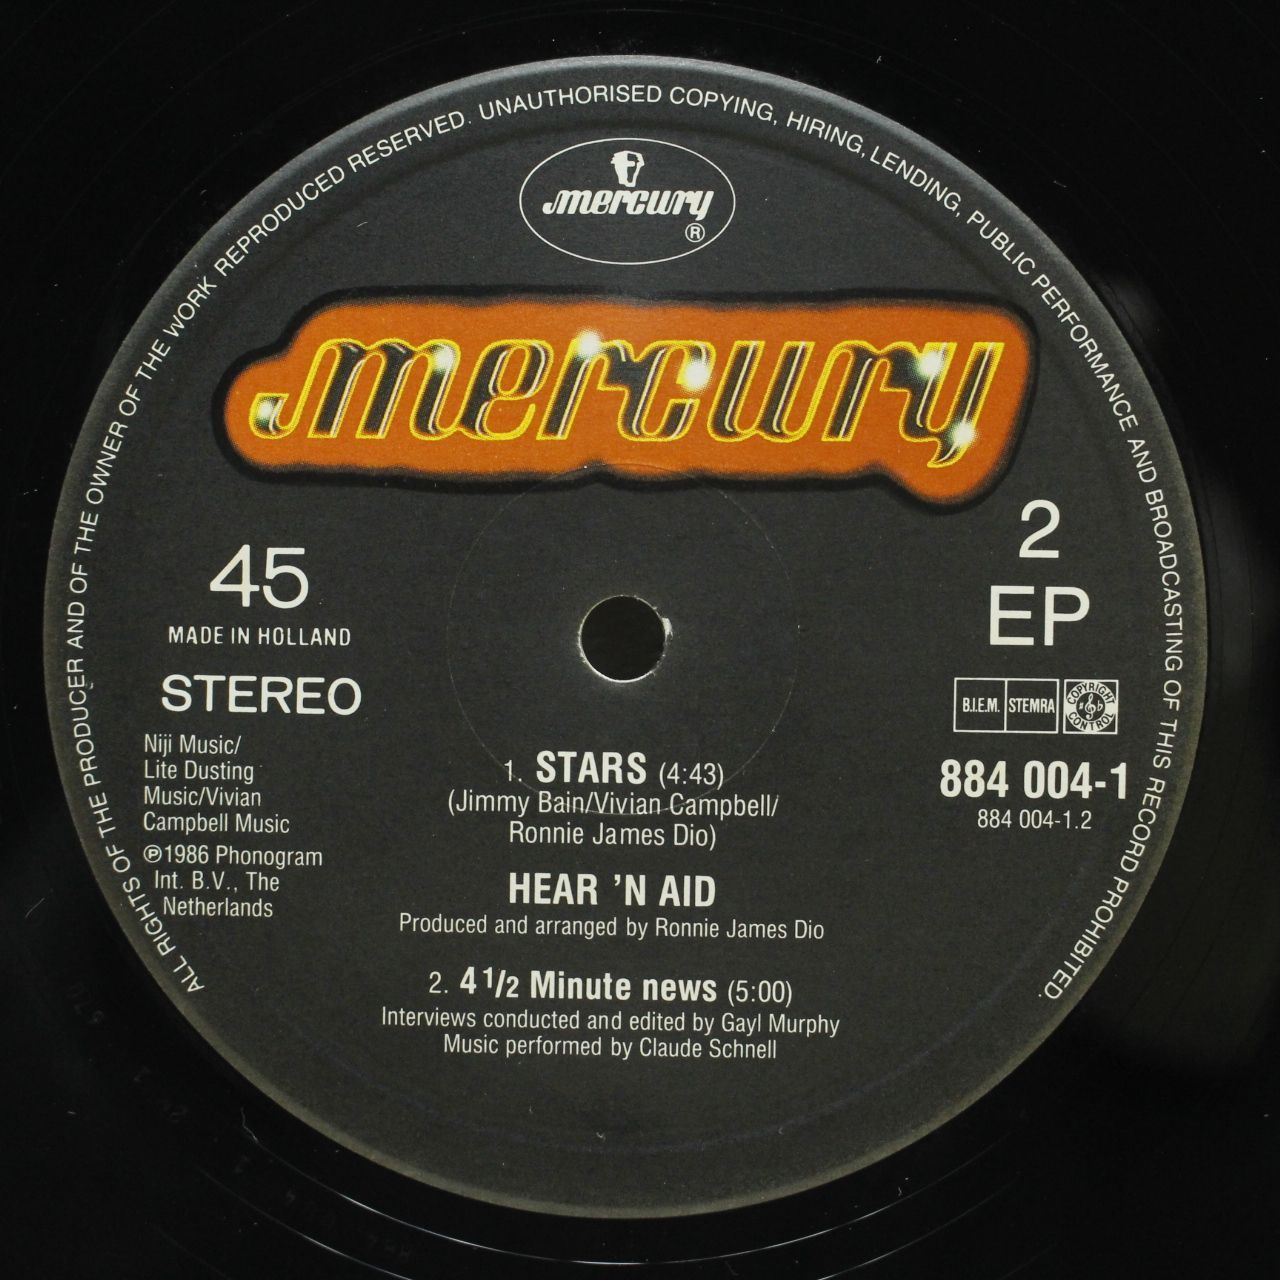 ALL RIGHTS OF THE PRODUCER AND OF THE OWNER OF THE WORK REPRODUCED RESERVED. UNAUTHORISED COPYING, HIRING, LENDING, PUBLIC PERFORMANCE AND BROADCASTING OF THIS RECORD PROHIBITED.
mercury
®
mercury
45
MADE IN HOLLAND
STEREO
Niji Music/
Lite Dusting
Music/Vivian
Campbell Music
℗1986 Phonogram
Int. B.V., The
Netherlands
2
EP
B.I.E.M. STEMRA COPYRIGHT CONTROL
884 004-1
884 004-1.2
1. STARS (4:43)
(Jimmy Bain/Vivian Campbell/
Ronnie James Dio)
HEAR 'N AID
Produced and arranged by Ronnie James Dio
2. 4 1/2 Minute news (5:00)
Interviews conducted and edited by Gayl Murphy
Music performed by Claude Schnell